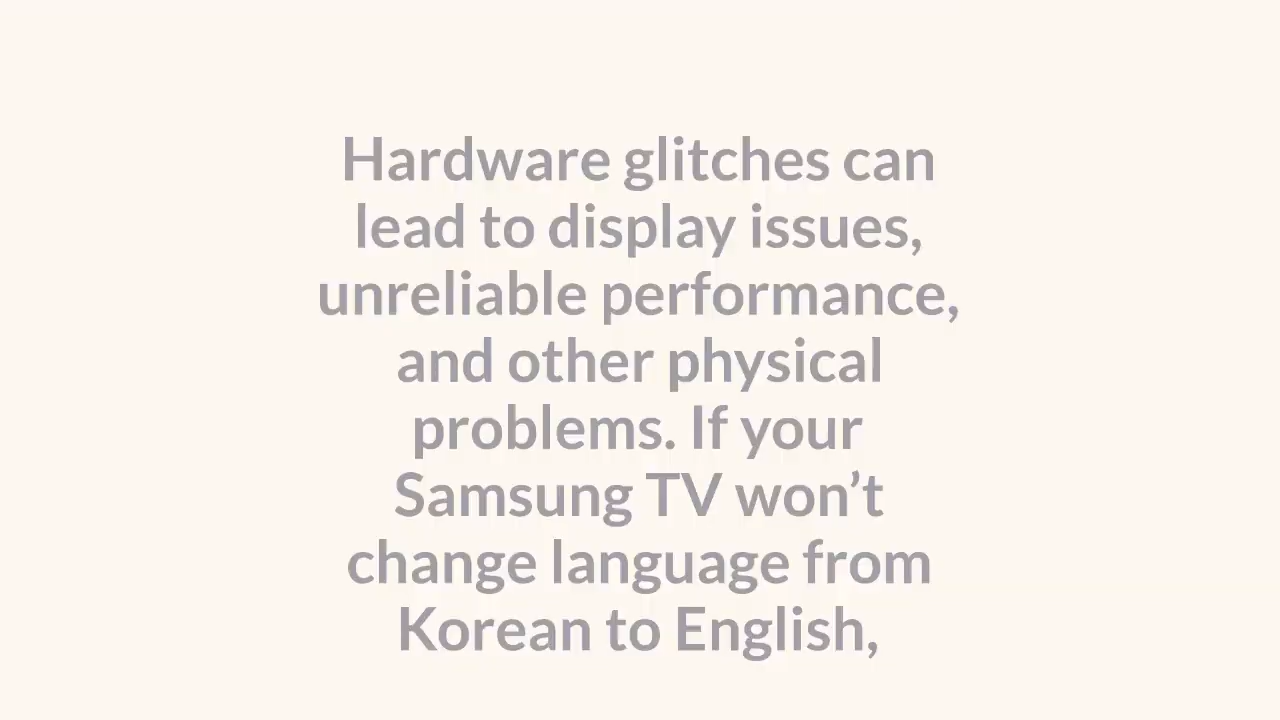 Hardware glitches can
lead to display issues,
unreliable performance,
and other physical
problems. If your
Samsung TV won’t
change language from
Korean to English,